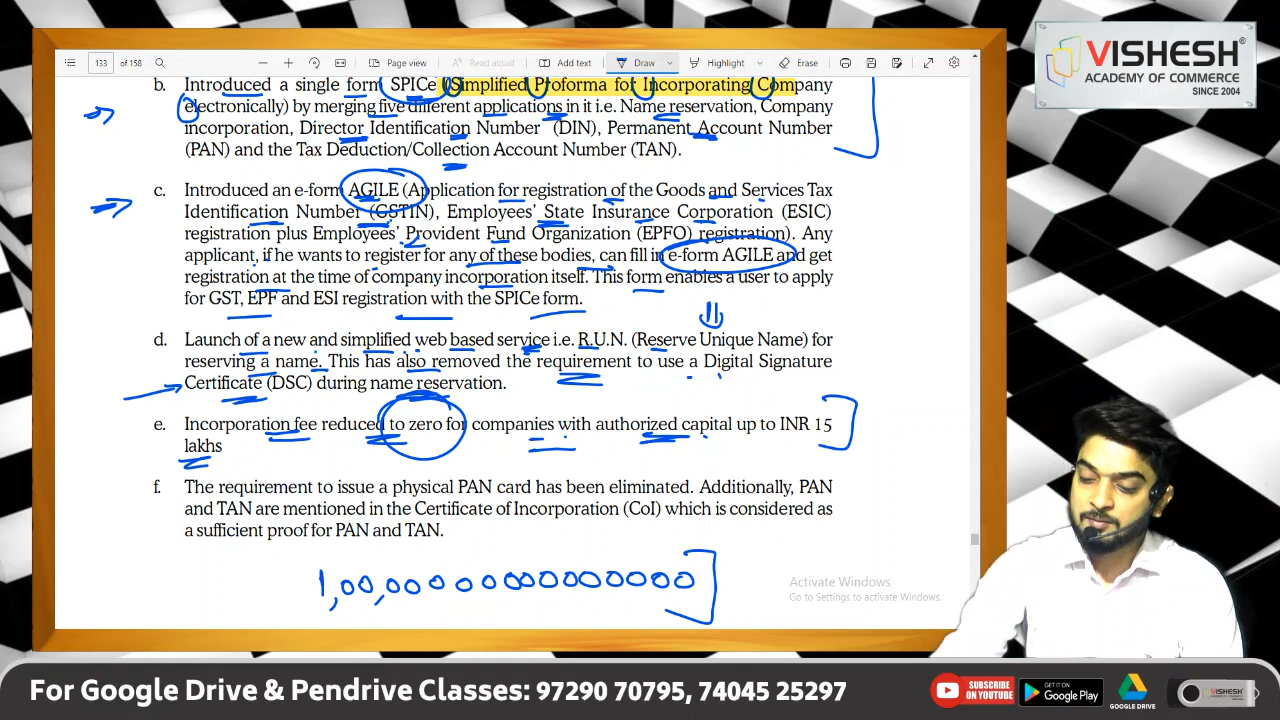 133 of 158
Page view
Read aloud
Add text
Draw
Highlight
Erase
VISHESH
ACADEMY OF COMMERCE
SINCE 2004
b. Introduced a single form SPICe (Simplified Proforma for Incorporating Company
electronically) by merging five different applications in it i.e. Name reservation, Company
incorporation, Director Identification Number (DIN), Permanent Account Number
(PAN) and the Tax Deduction/Collection Account Number (TAN).
c. Introduced an e-form AGILE (Application for registration of the Goods and Services Tax
Identification Number (GSTIN), Employees' State Insurance Corporation (ESIC)
registration plus Employees' Provident Fund Organization (EPFO) registration). Any
applicant, if he wants to register for any of these bodies, can fill in e-form AGILE and get
registration at the time of company incorporation itself. This form enables a user to apply
for GST, EPF and ESI registration with the SPICe form.
d. Launch of a new and simplified web based service i.e. R.U.N. (Reserve Unique Name) for
reserving a name. This has also removed the requirement to use a Digital Signature
Certificate (DSC) during name reservation.
e. Incorporation fee reduced to zero for companies with authorized capital up to INR 15
lakhs
f. The requirement to issue a physical PAN card has been eliminated. Additionally, PAN
and TAN are mentioned in the Certificate of Incorporation (CoI) which is considered as
a sufficient proof for PAN and TAN.
Activate Windows
Go to Settings to activate Windows.
For Google Drive & Pendrive Classes: 97290 70795, 74045 25297
SUBSCRIBE
ON YOUTUBE
GET IT ON
Google Play
GOOGLE DRIVE
VISHESH